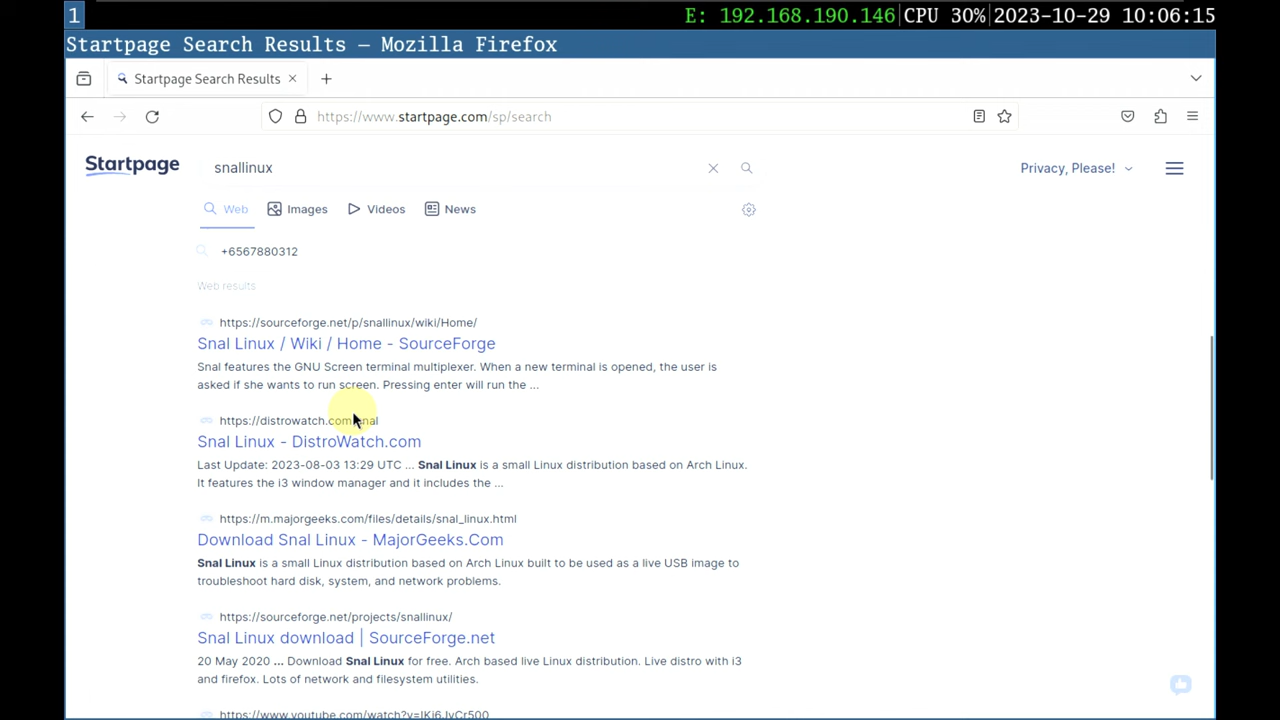 1 E: 192.168.190.146 CPU 30% 2023-10-29 10:06:15
Startpage Search Results — Mozilla Firefox
Startpage Search Results
https://www.startpage.com/sp/search
Startpage snallinux Privacy, Please!
Web Images Videos News
+6567880312
Web results
https://sourceforge.net/p/snallinux/wiki/Home/
Snal Linux / Wiki / Home - SourceForge
Snal features the GNU Screen terminal multiplexer. When a new terminal is opened, the user is
asked if she wants to run screen. Pressing enter will run the ...
https://distrowatch.com/snal
Snal Linux - DistroWatch.com
Last Update: 2023-08-03 13:29 UTC ... Snal Linux is a small Linux distribution based on Arch Linux.
It features the i3 window manager and it includes the ...
https://m.majorgeeks.com/files/details/snal_linux.html
Download Snal Linux - MajorGeeks.Com
Snal Linux is a small Linux distribution based on Arch Linux built to be used as a live USB image to
troubleshoot hard disk, system, and network problems.
https://sourceforge.net/projects/snallinux/
Snal Linux download | SourceForge.net
20 May 2020 ... Download Snal Linux for free. Arch based live Linux distribution. Live distro with i3
and firefox. Lots of network and filesystem utilities.